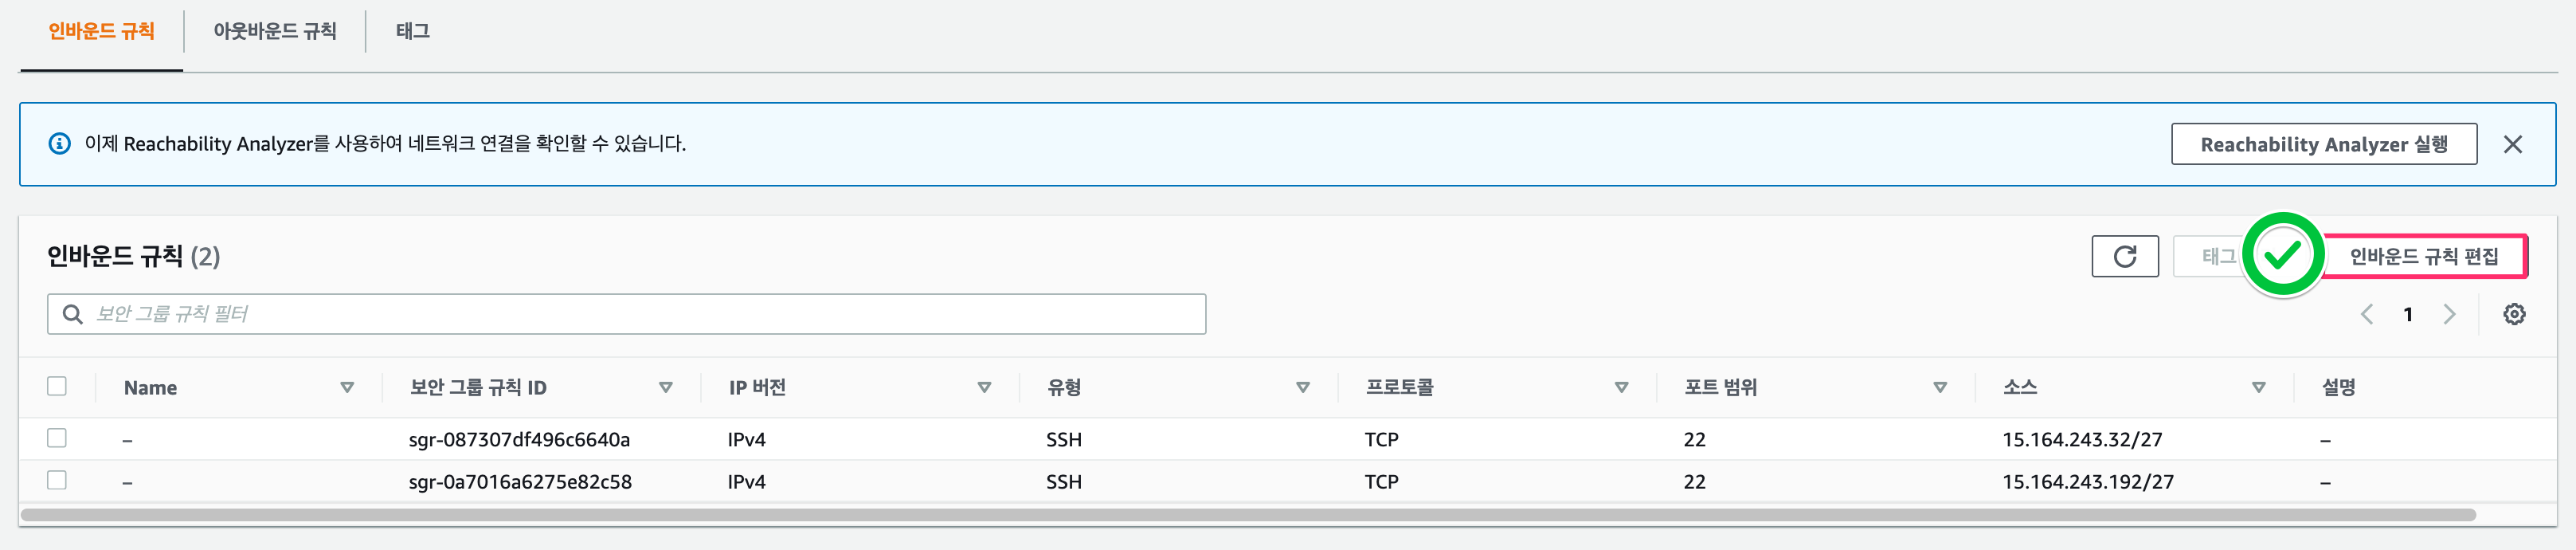 인바운드 규칙 아웃바운드 규칙 태그
이제 Reachability Analyzer를 사용하여 네트워크 연결을 확인할 수 있습니다. Reachability Analyzer 실행
인바운드 규칙 (2) 태그 인바운드 규칙 편집
보안 그룹 규칙 필터 1
Name 보안 그룹 규칙 ID IP 버전 유형 프로토콜 포트 범위 소스 설명
– sgr-087307df496c6640a IPv4 SSH TCP 22 15.164.243.32/27 –
– sgr-0a7016a6275e82c58 IPv4 SSH TCP 22 15.164.243.192/27 –